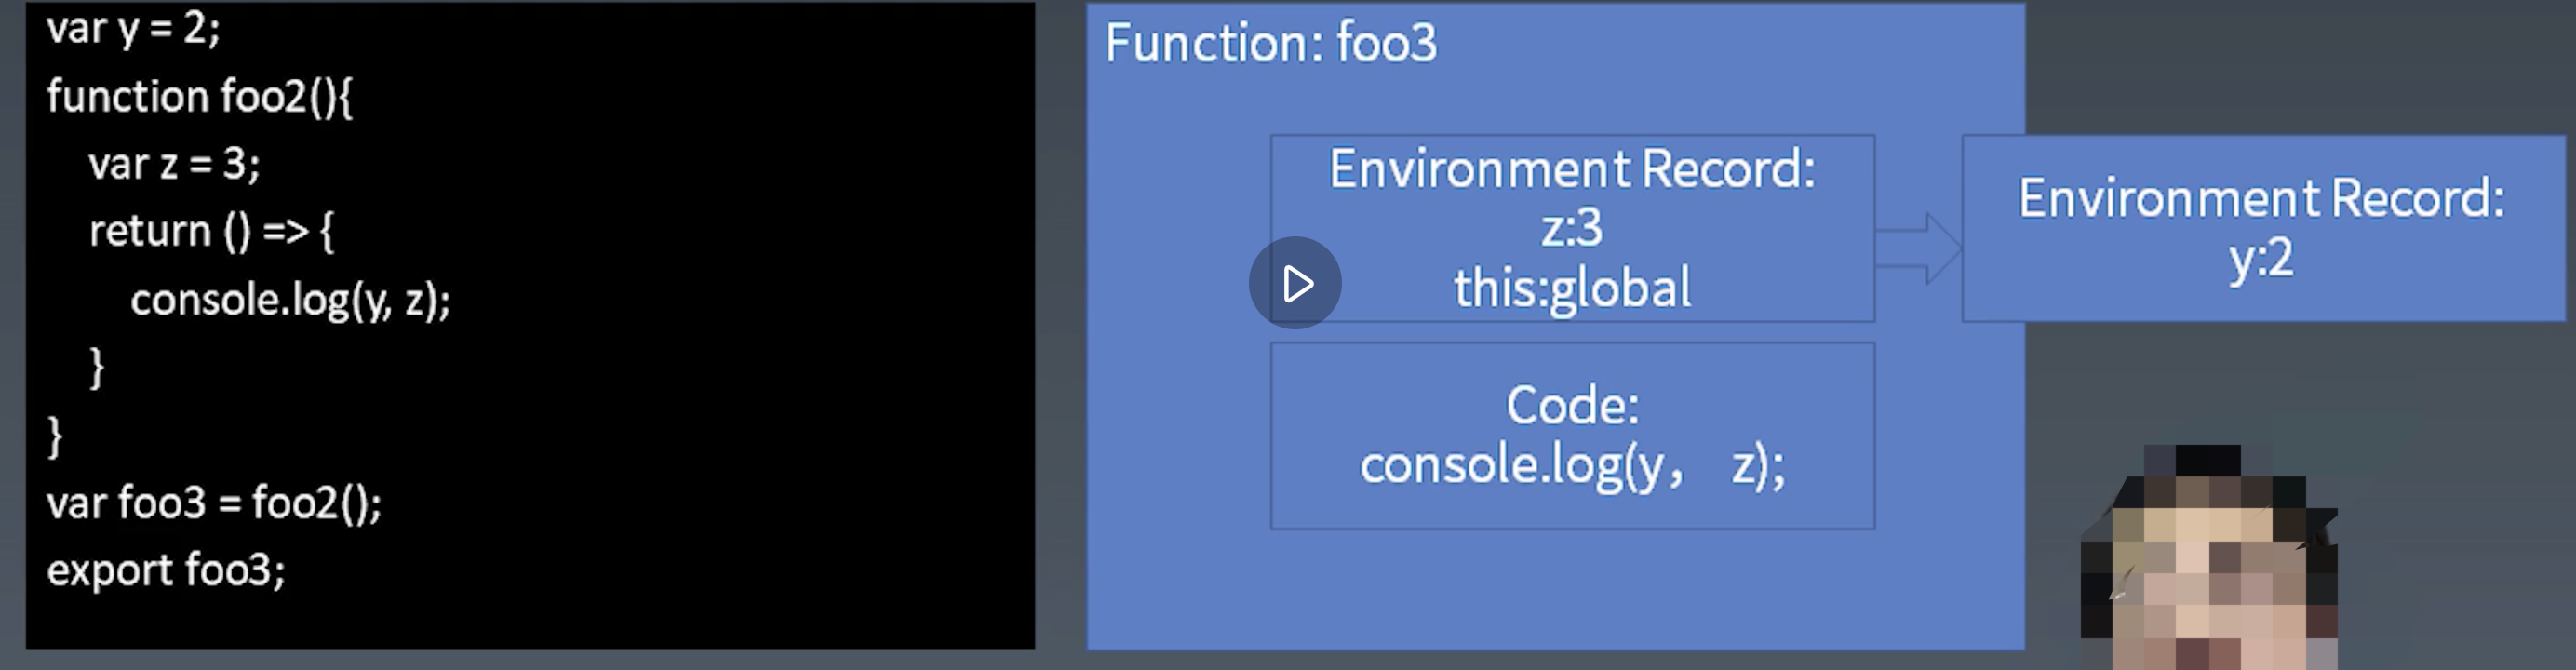 var y = 2;
function foo2(){
var z = 3;
return () => {
console.log(y, z);
}
}
var foo3 = foo2();
export foo3;
Function: foo3
Environment Record:
z:3
this:global
Environment Record:
y:2
Code:
console.log(y， z);